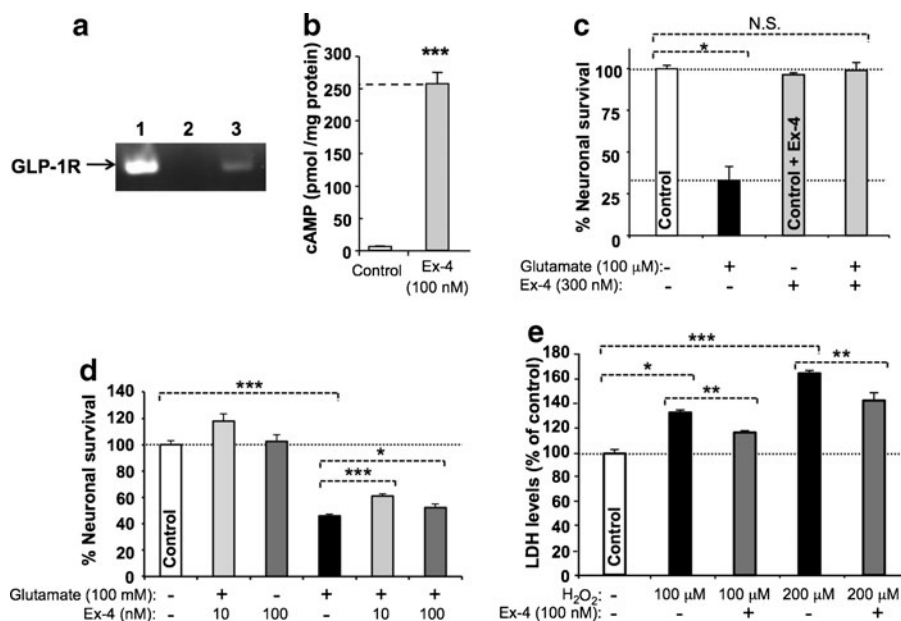 a
1 2 3
GLP-1R
b
cAMP (pmol /mg protein)
300
250
200
150
100
50
0
***
Control
Ex-4
(100 nM)
c
% Neuronal survival
100
75
25
0
N.S.
*
Control
Control + Ex-4
Glutamate (100 μM):- - + - +
Ex-4 (300 nM): - - + +
d
% Neuronal survival
140
120
100
80
60
40
20
0
***
*
***
Control
Glutamate (100 mM):- - + - + + +
Ex-4 (nM): - 10 100 - 10 100
e
LDH levels (% of control)
180
160
140
120
100
80
60
40
20
0
***
*
**
**
Control
H2O2:- - 100 μM 100 μM 200 μM 200 μM
Ex-4 (100 nM):- - - + - +